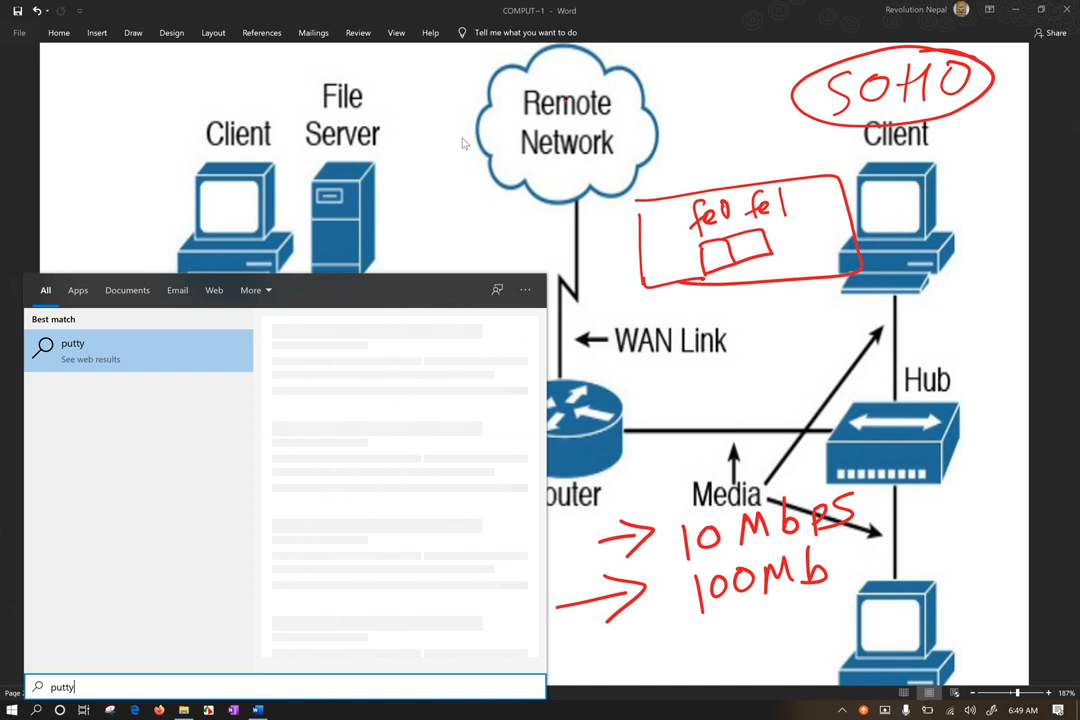 COMPUT~1 - Word
Revolution Nepal
File Home Insert Draw Design Layout References Mailings Review View Help Tell me what you want to do Share
SOHO
Remote
Network
File
Server
Client
Client
fe0 fe1
All Apps Documents Email Web More
Best match
putty
See web results
WAN Link
Hub
outer
Media
10 Mbps
100Mb
putty
Page
187%
6:49 AM